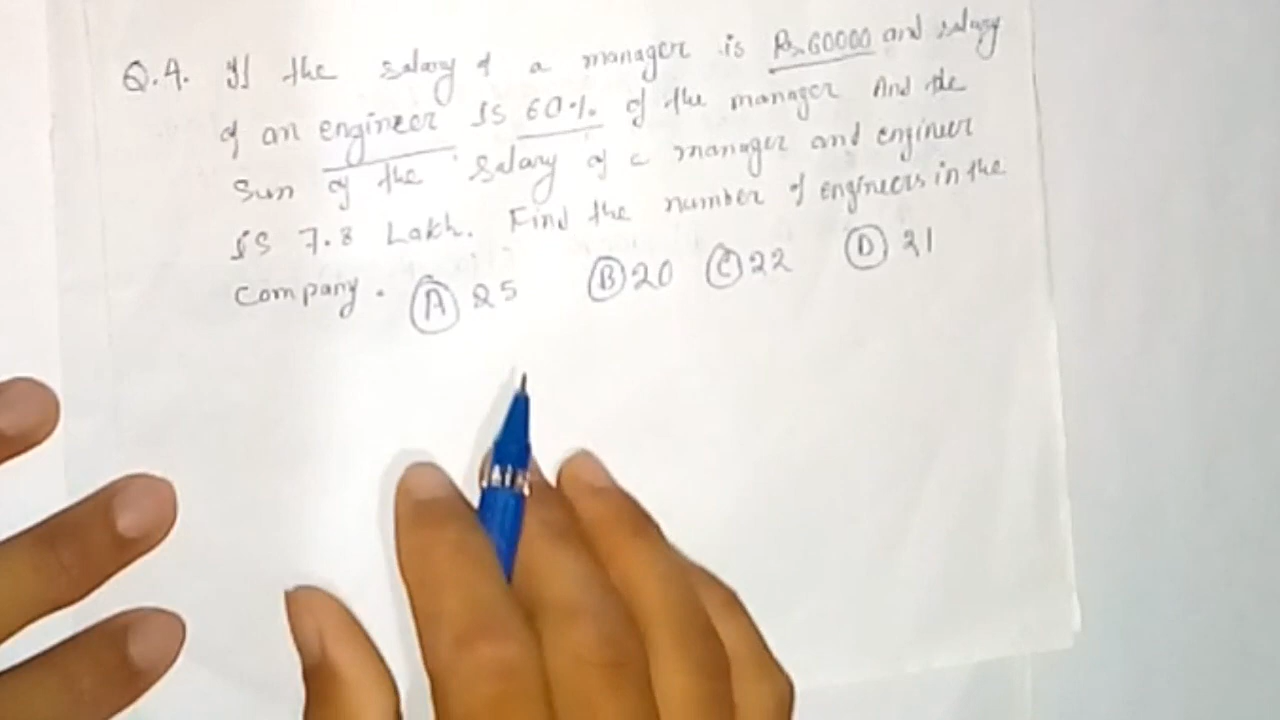 Q.4. If the salary of a manager is Rs.60000 and salary
of an engineer is 60% of the manager And the
Sum of the salary of a manager and engineer
is 7.8 Lakh. Find the number of engineers in the
Company. (A) 25 (B) 20 (C) 22 (D) 21